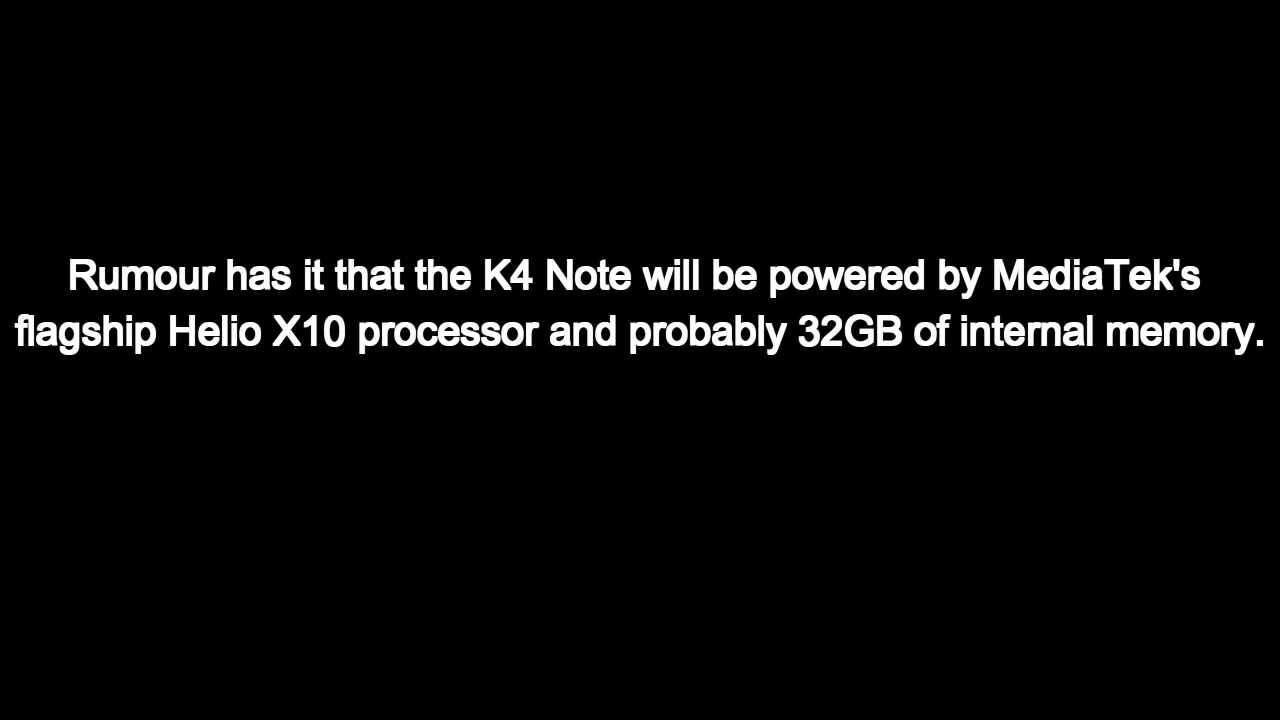 Rumour has it that the K4 Note will be powered by MediaTek's
flagship Helio X10 processor and probably 32GB of internal memory.